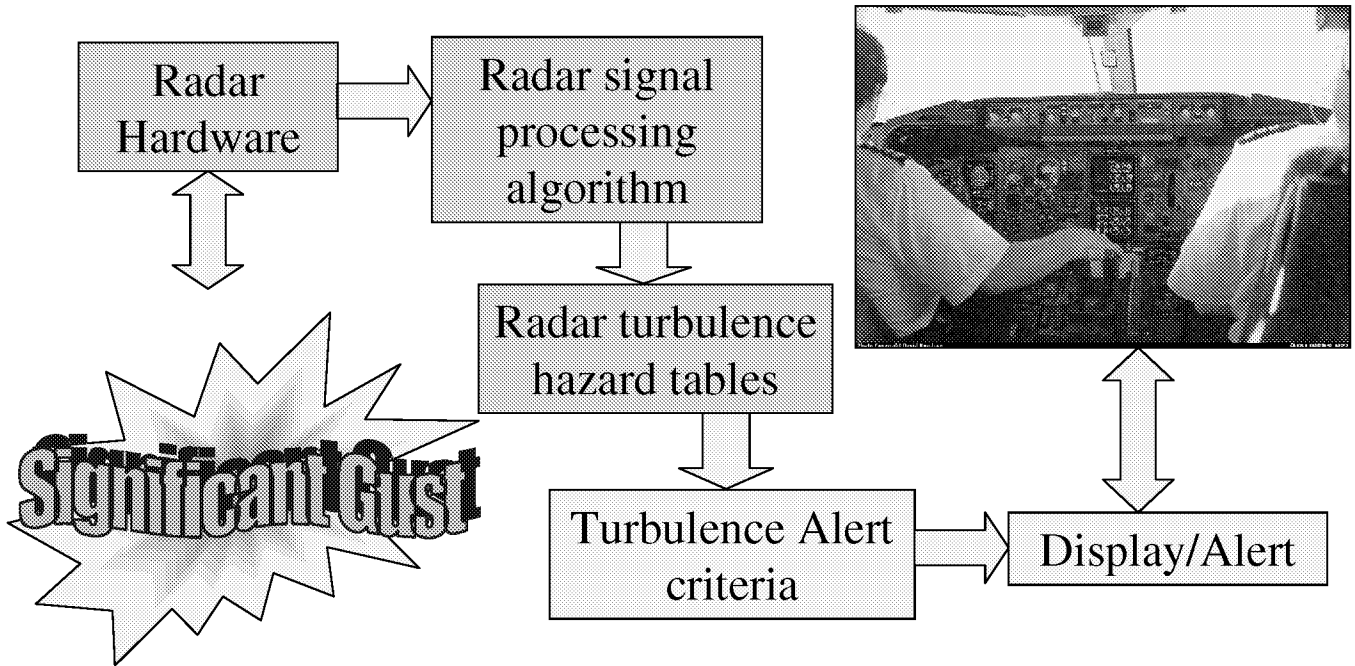 Radar
Hardware
Radar signal
processing
algorithm
Radar turbulence
hazard tables
Significant Gust
Turbulence Alert
criteria
Display/Alert